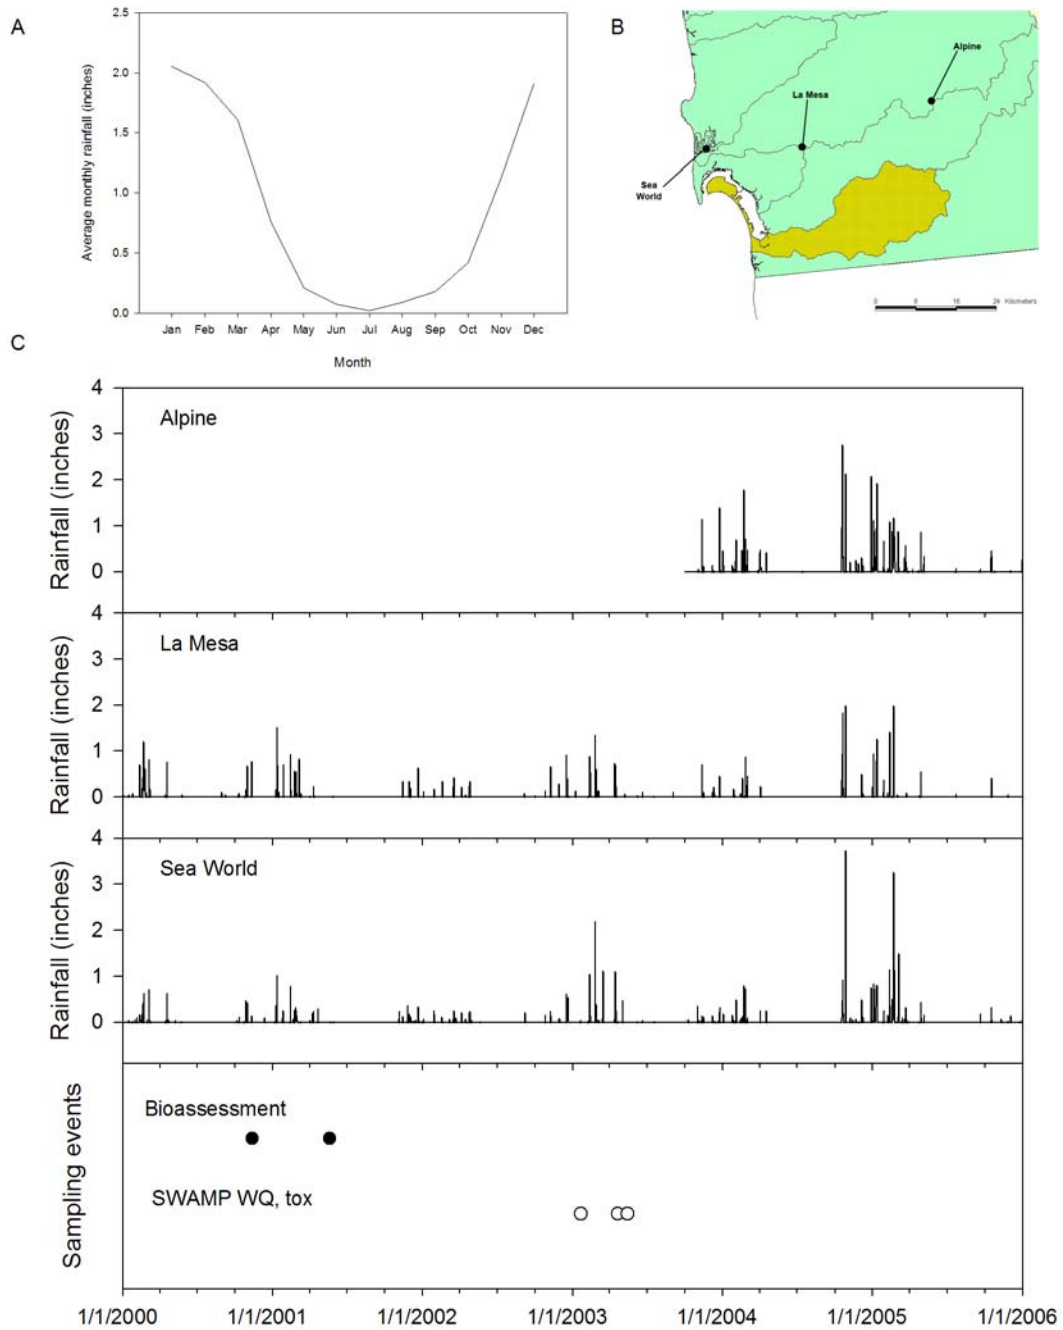 A
Average monthly rainfall (inches)
2.5
2.0
1.5
1.0
0.5
0.0
Jan Feb Mar Apr May Jun Jul Aug Sep Oct Nov Dec
Month
B
Alpine
La Mesa
Sea
World
0 8 16 24 Kilometers
C
Rainfall (inches)
4
3
2
1
0
Alpine
Rainfall (inches)
4
3
2
1
0
La Mesa
Rainfall (inches)
4
3
2
1
0
Sea World
Sampling events
Bioassessment
SWAMP WQ, tox
1/1/2000 1/1/2001 1/1/2002 1/1/2003 1/1/2004 1/1/2005 1/1/2006